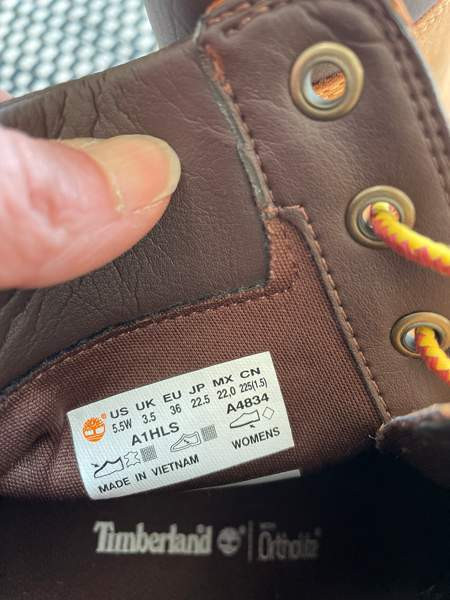 US UK EU JP MX CN
5.5W 3.5 36 22.5 22,0 225(1.5)
A1HLS A4834
MADE IN VIETNAM WOMENS
Timberland Ortholite